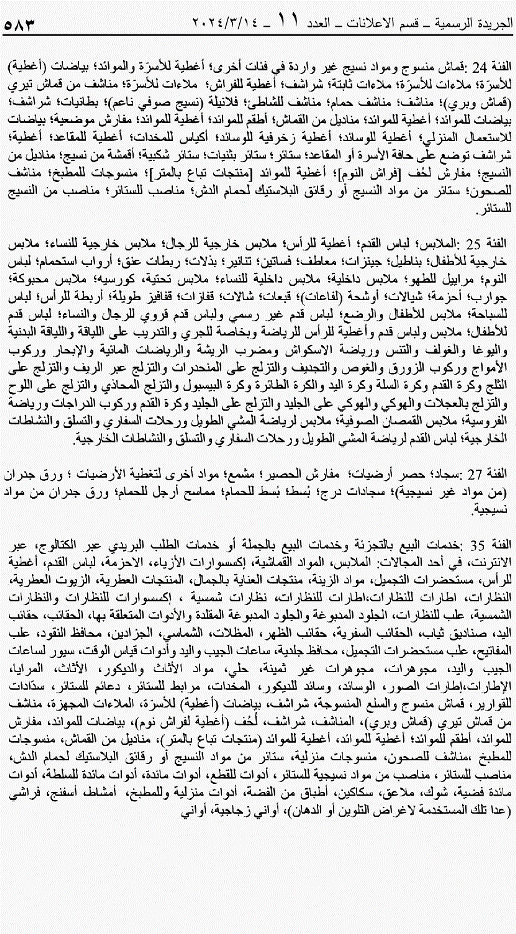 الجريدة الرسمية ــ قسم الاعلانات ــ العدد ١١ ــ ٢٠٢٤/٣/١٤ ٥٨٣
الفئة 24 :قماش منسوج ومواد نسيج غير واردة في فئات أخرى؛ أغطية للأسرّة والموائد؛ بياضات (أغطية)
للأسرّة؛ ملاءات للأسرّة؛ ملاءات ثابتة؛ شراشف؛ أغطية للفراش؛ ملاءات للأسرّة؛ مناشف من قماش تيري
(قماش وبري)؛ مناشف؛ مناشف حمام؛ مناشف للشاطئ؛ فلانيلة (نسيج صوفي ناعم)؛ بطانيات؛ شراشف؛
بياضات للموائد؛ أغطية للموائد؛ مناديل من القماش؛ أطقم للموائد؛ أغطية للموائد؛ مفارش موضعية؛ بياضات
للاستعمال المنزلي؛ أغطية للوسائد؛ أغطية زخرفية للوسائد؛ أكياس للمخدات؛ أغطية للمقاعد؛ أغطية؛
شراشف توضع على حافة الأسرة أو المقاعد؛ ستائر؛ ستائر بثنيات؛ ستائر شكبية؛ أقمشة من نسيج؛ مناديل من
النسيج؛ مفارش لحُف [فراش النوم]؛ أغطية للموائد [منتجات تباع بالمتر]؛ منسوجات للمطبخ؛ مناشف
للصحون؛ ستائر من مواد النسيج أو رقائق البلاستيك لحمام الدش؛ مناصب للستائر؛ مناصب من النسيج
للستائر.
الفئة 25 :الملابس؛ لباس القدم؛ أغطية للرأس؛ ملابس خارجية للرجال؛ ملابس خارجية للنساء؛ ملابس
خارجية للأطفال؛ بناطيل؛ جينزات؛ معاطف؛ فساتين؛ تنانير؛ بذلات؛ ربطات عنق؛ أرواب استحمام؛ لباس
النوم؛ مراييل للطهو؛ ملابس داخلية؛ ملابس داخلية للنساء؛ ملابس تحتية، كورسيه؛ ملابس محبوكة؛
جوارب؛ أحزمة؛ شيالات؛ أوشحة (لفاعات)؛ قبعات؛ شالات؛ قفازات؛ قفافيز طويلة؛ أربطة للرأس؛ لباس
للسباحة؛ ملابس للأطفال والرضع؛ لباس قدم غير رسمي ولباس قدم فروي للرجال والنساء؛ لباس قدم
للأطفال؛ ملابس ولباس قدم وأغطية للرأس للرياضة وبخاصة للجري والتدريب على اللياقة واللياقة البدنية
واليوغا والغولف والتنس ورياضة الاسكواش ومضرب الريشة والرياضات المائية والإبحار وركوب
الأمواج وركوب الزورق والغوص والتجديف والتزلج على المنحدرات والتزلج عبر الريف والتزلج على
الثلج وكرة القدم وكرة السلة وكرة اليد والكرة الطائرة وكرة البيسبول والتزلج المحاذي والتزلج على اللوح
والتزلج بالعجلات والهوكي والهوكي على الجليد والتزلج على الجليد وكرة القدم وركوب الدراجات ورياضة
الفروسية؛ ملابس القمصان الصوفية؛ ملابس لرياضة المشي الطويل ورحلات السفاري والتسلق والنشاطات
الخارجية؛ لباس القدم لرياضة المشي الطويل ورحلات السفاري والتسلق والنشاطات الخارجية.
الفئة 27 :سجاد؛ حصر أرضيات؛ مفارش الحصير؛ مشمع؛ مواد أخرى لتغطية الأرضيات ؛ ورق جدران
(من مواد غير نسيجية)؛ سجادات درج؛ بُسط؛ بُسط للحمام؛ مماسح أرجل للحمام؛ ورق جدران من مواد
نسيجية.
الفئة 35 :خدمات البيع بالتجزئة وخدمات البيع بالجملة أو خدمات الطلب البريدي عبر الكتالوج، عبر
الانترنت، في أحد المجالات: الملابس، المواد القماشية، إكسسوارات الأزياء، الاحزمة، لباس القدم، أغطية
للرأس، مستحضرات التجميل، مواد الزينة، منتجات العناية بالجمال، المنتجات العطرية، الزيوت العطرية،
النظارات، اطارات للنظارات،اطارات للنظارات، نظارات شمسية ، إكسسوارات للنظارات والنظارات
الشمسية، علب للنظارات، الجلود المدبوغة والجلود المدبوغة المقلدة والأدوات المتعلقة بها، الحقائب، حقائب
اليد، صناديق ثياب، الحقائب السفرية، حقائب الظهر، المظلات، الشماسي، الجزادين، محافظ النقود، علب
المفاتيح، علب مستحضرات التجميل، محافظ جلدية، ساعات الجيب واليد وأدوات قياس الوقت، سيور لساعات
الجيب واليد، مجوهرات، مجوهرات غير ثمينة، حلي، مواد الأثاث والديكور، الأثاث، المرايا،
الإطارات،إطارات الصور، الوسائد، وسائد للديكور، المخدات، مرابط للستائر، دعائم للستائر، سدّادات
للقوارير، قماش منسوج والسلع المنسوجة، شراشف، بياضات (أغطية) للأسرّة، الملاءات المجهزة، مناشف
من قماش تيري (قماش وبري)، المناشف، شراشف، لُحُف (أغطية لفراش نوم)، بياضات للموائد، مفارش
للموائد، أطقم للموائد؛ أغطية للموائد، أغطية للموائد (منتجات تباع بالمتر)، مناديل من القماش، منسوجات
للمطبخ ،مناشف للصحون، منسوجات منزلية، ستائر من مواد النسيج أو رقائق البلاستيك لحمام الدش،
مناصب للستائر، مناصب من مواد نسيجية للستائر، أدوات للقطع، أدوات مائدة، أدوات مائدة للسلطة، أدوات
مائدة فضية، شوك، ملاعق، سكاكين، أطباق من الفضة، أدوات منزلية وللمطبخ، أمشاط، أسفنج، فراشي
(عدا تلك المستخدمة لاغراض التلوين أو الدهان)، أواني زجاجية، أواني